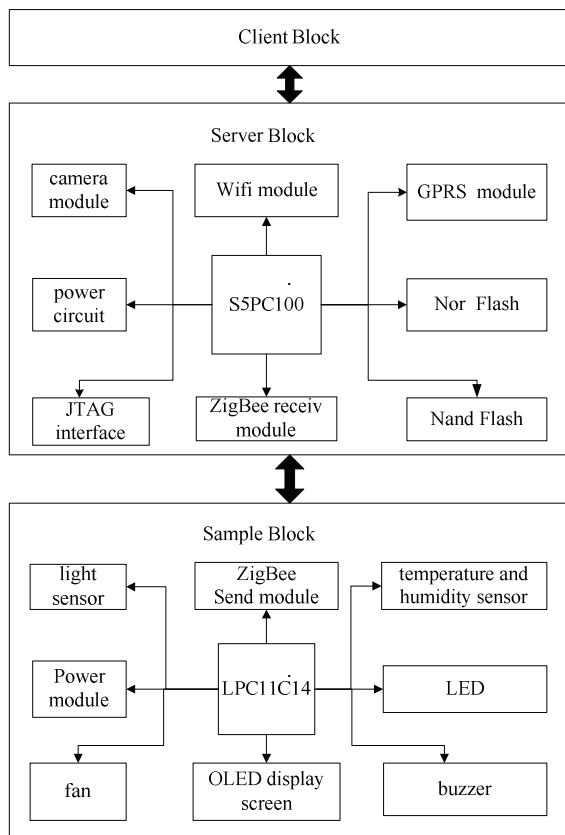 Client Block
Server Block
camera
module
Wifi module
GPRS module
power
circuit
S5PC100
Nor Flash
JTAG
interface
ZigBee receiv
module
Nand Flash
Sample Block
light
sensor
ZigBee
Send module
temperature and
humidity sensor
Power
module
LPC11C14
LED
fan
OLED display
screen
buzzer